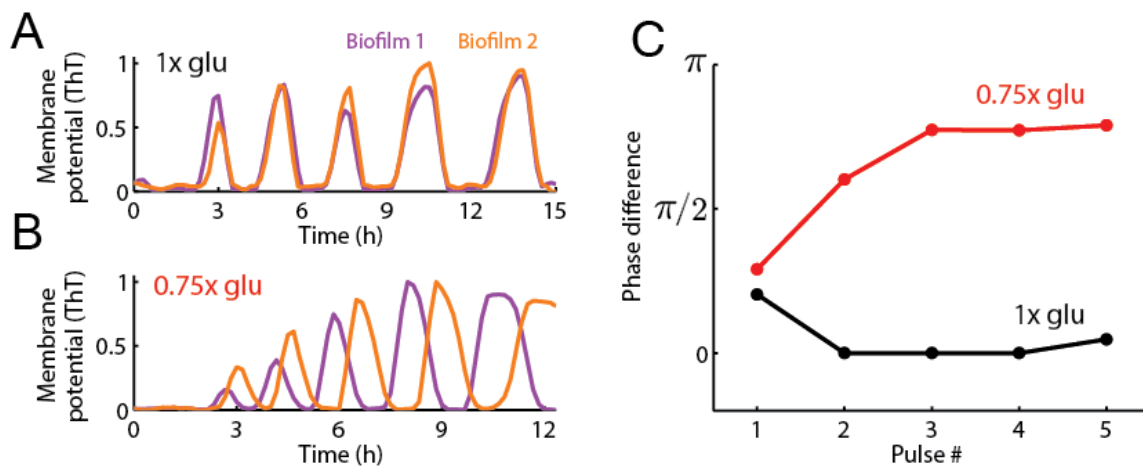 A
1x glu
Biofilm 1
Biofilm 2
Membrane
potential (ThT)
1
0.5
0
0
3
6
9
12
15
Time (h)
B
0.75x glu
Membrane
potential (ThT)
1
0.5
0
0
3
6
9
12
Time (h)
C
π
π/2
0
Phase difference
0.75x glu
1x glu
1
2
3
4
5
Pulse #